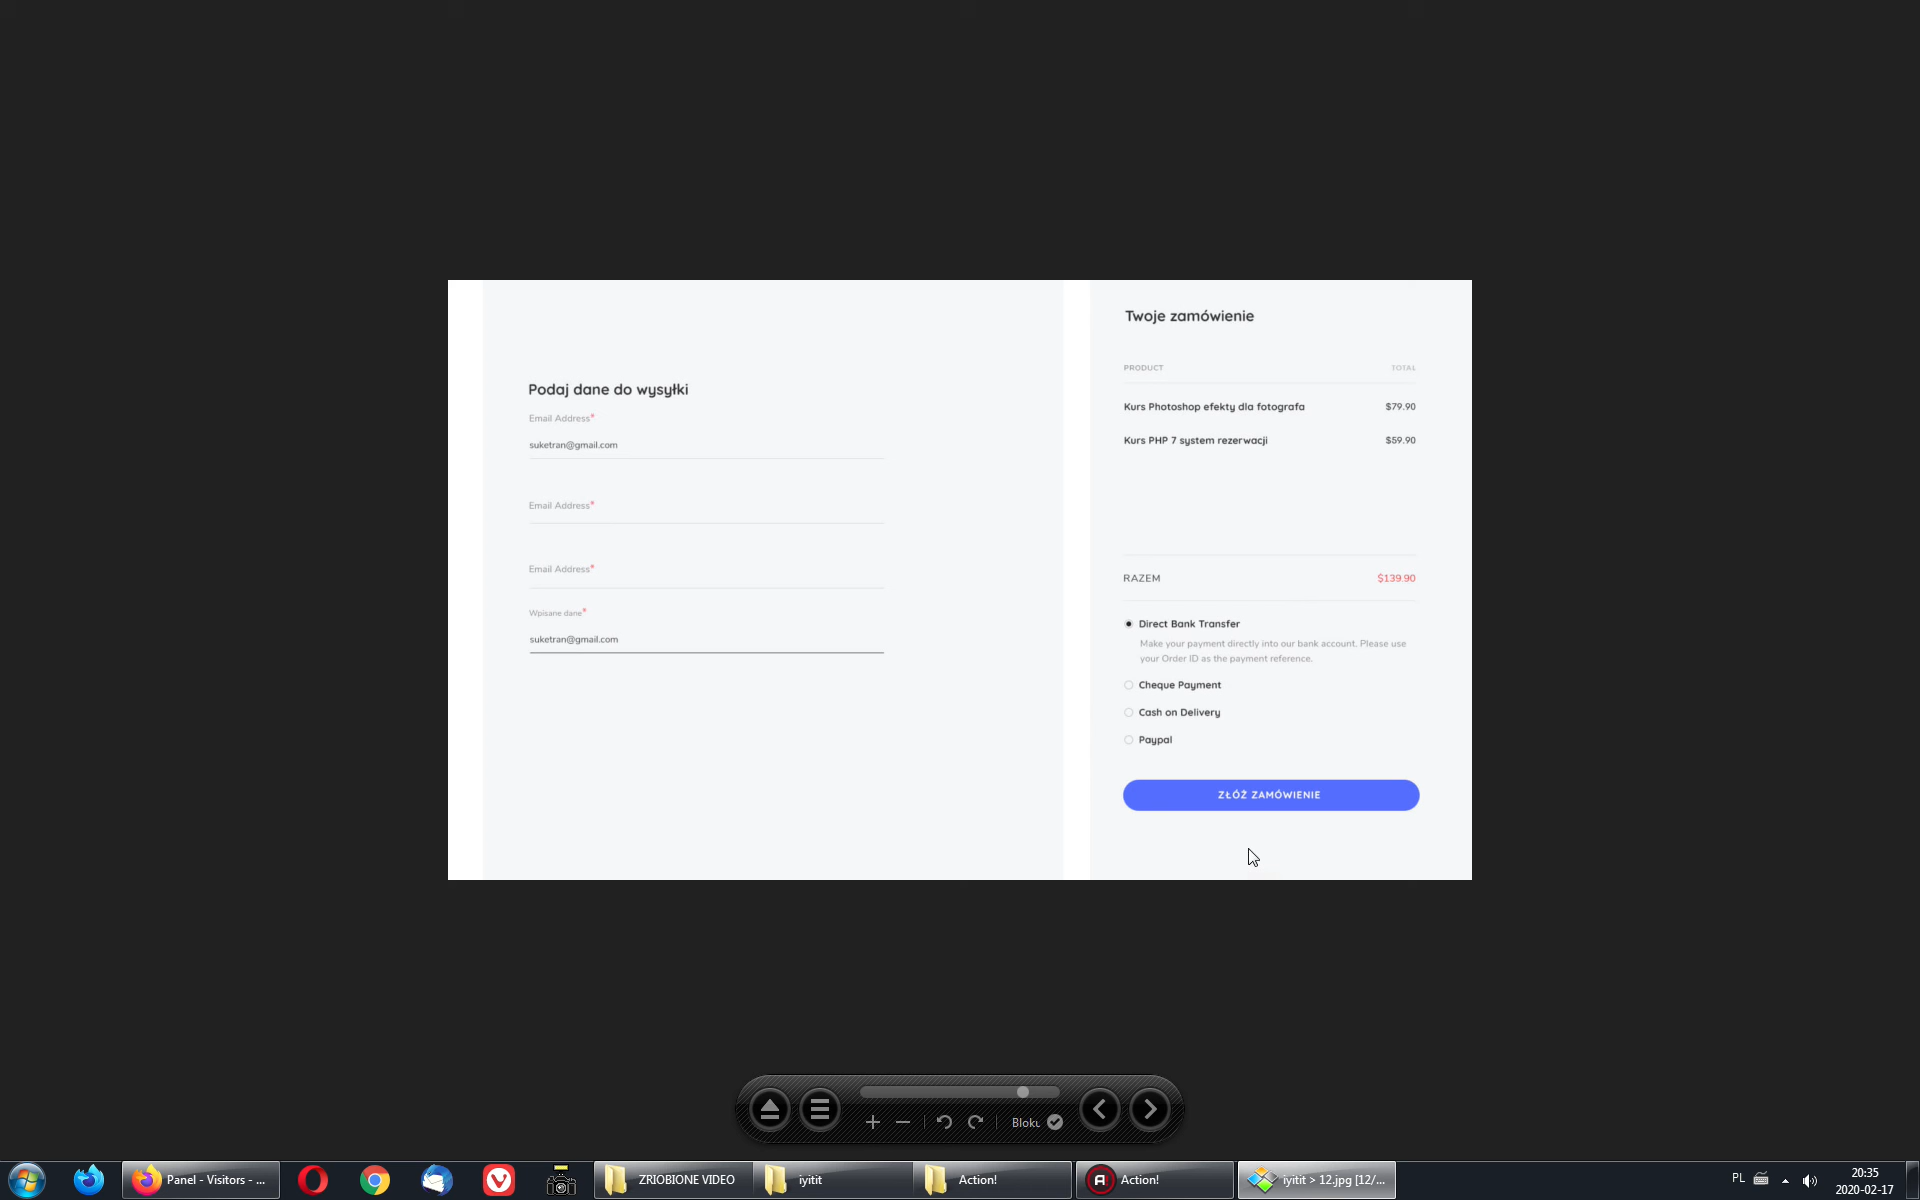 Podaj dane do wysyłki
Email Address*
suketran@gmail.com
Email Address*
Email Address*
Wpisane dane*
suketran@gmail.com
Twoje zamówienie
PRODUCT TOTAL
Kurs Photoshop efekty dla fotografa $79.90
Kurs PHP 7 system rezerwacji $59.90
RAZEM $139.90
Direct Bank Transfer
Make your payment directly into our bank account. Please use
your Order ID as the payment reference.
Cheque Payment
Cash on Delivery
Paypal
ZŁÓŻ ZAMÓWIENIE
Bloku
Panel - Visitors - ...
ZRIOBIONE VIDEO
iyitit
Action!
Action!
iyitit > 12.jpg [12/...
PL
20:35
2020-02-17